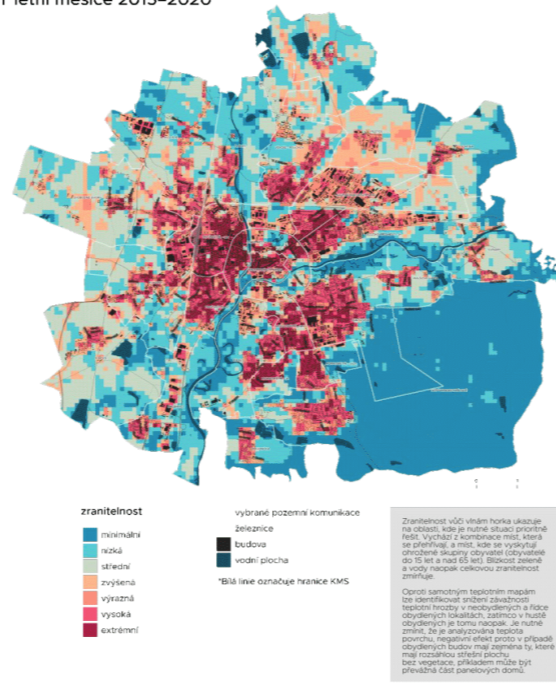 letní měsíce 2015–2020
zranitelnost
minimální
nízká
střední
zvýšená
výrazná
vysoká
extrémní
vybrané pozemní komunikace
železnice
budova
vodní plocha
*Bílá linie označuje hranice KMS
Zranitelnost vůči vlnám horka ukazuje
na oblasti, kde je nutné situaci prioritně
řešit. Vychází z kombinace míst, která
se přehřívají, a míst, kde se vyskytují
ohrožené skupiny obyvatel (obyvatelé
do 15 let a nad 65 let). Blízkost zeleně
a vody naopak celkovou zranitelnost
zmírňuje.
Oproti samotným teplotním mapám
lze identifikovat snížení závažnosti
teplotní hrozby v neobydlených a řídce
obydlených lokalitách, zatímco v hustě
obydlených je tomu naopak. Je nutné
zmínit, že je analyzována teplota
povrchu, negativní efekt proto v případě
obydlených budov mají zejména ty, které
mají rozsáhlou střešní plochu
bez vegetace, příkladem může být
převážná část panelových domů.